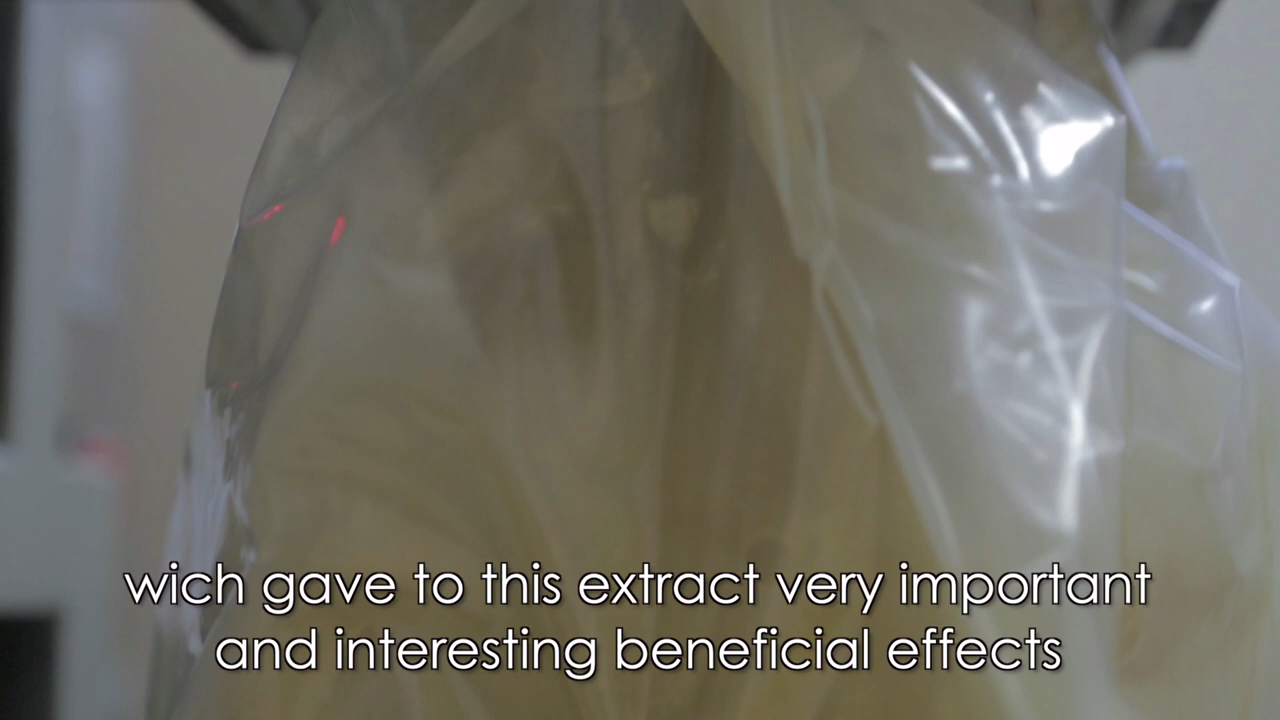 wich gave to this extract very important
and interesting beneficial effects